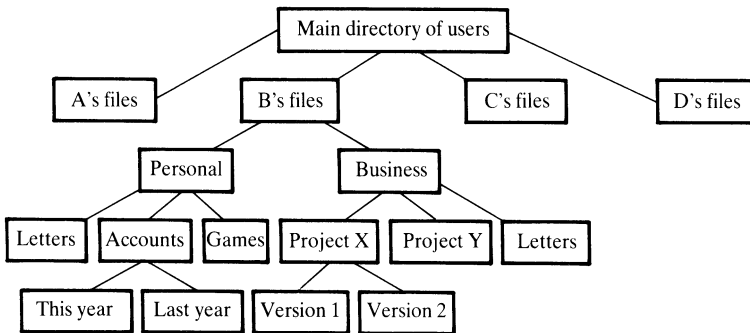 Main directory of users
A's files
B's files
C's files
D's files
Personal
Business
Letters
Accounts
Games
Project X
Project Y
Letters
This year
Last year
Version 1
Version 2